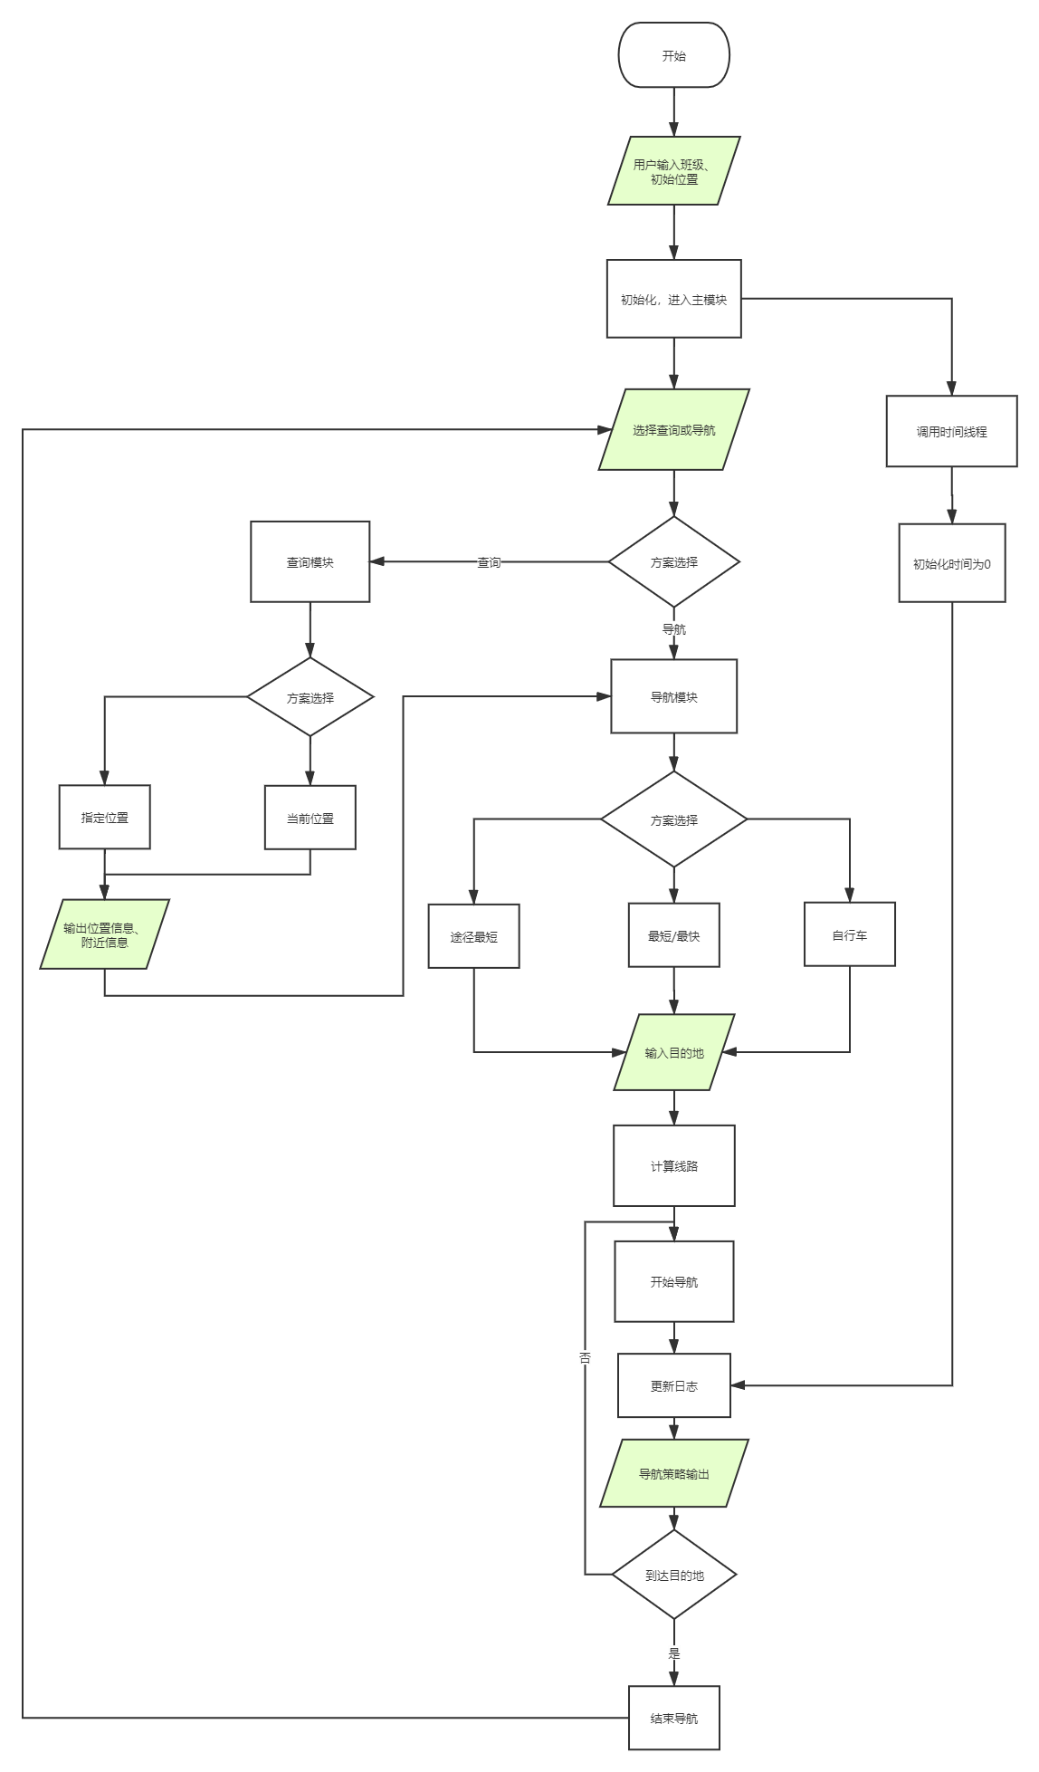 开始
用户输入班级、
初始位置
初始化，进入主模块
选择查询或导航
调用时间线程
方案选择
查询
查询模块
初始化时间为0
导航
方案选择
导航模块
指定位置
当前位置
方案选择
输出位置信息、
附近信息
途径最短
最短/最快
自行车
输入目的地
计算线路
开始导航
否
更新日志
导航策略输出
到达目的地
是
结束导航